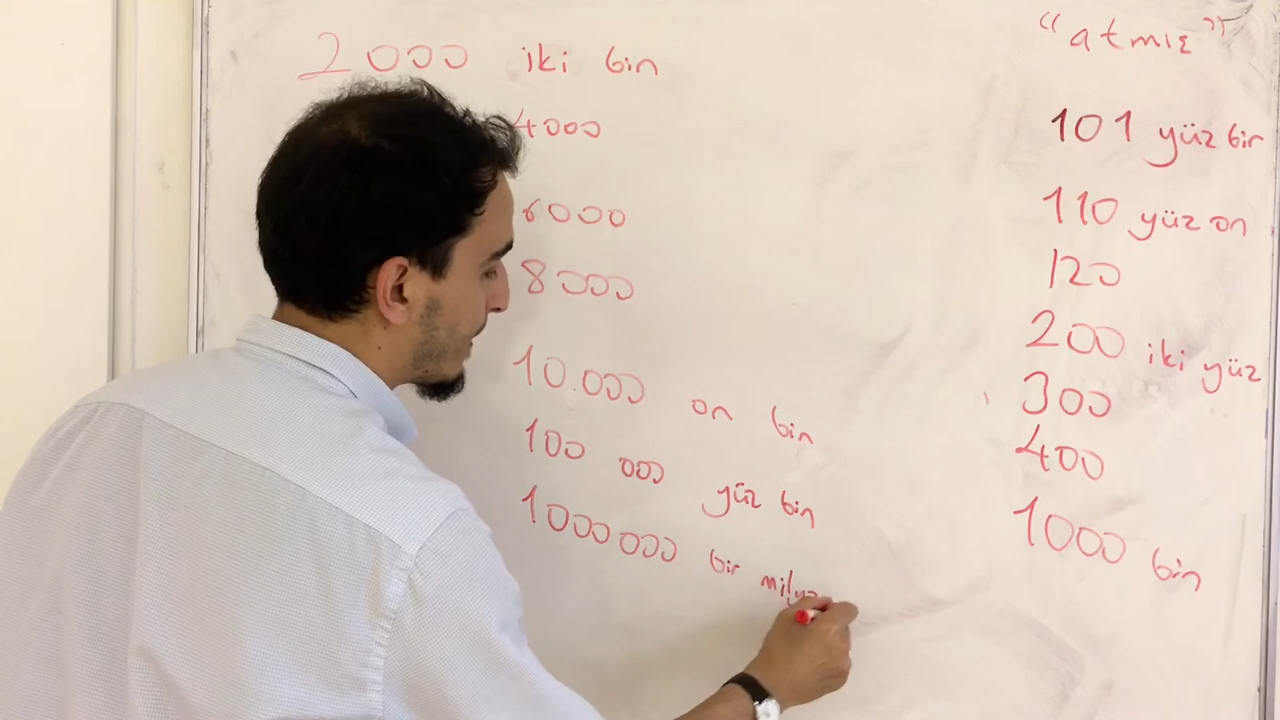 2000 iki bin
4000
6000
8000
10.000 on bin
100 000 yüz bin
1000000 bir
"atmış"
101 yüz bir
110 yüz on
120
200 iki yüz
300
400
1000 bin